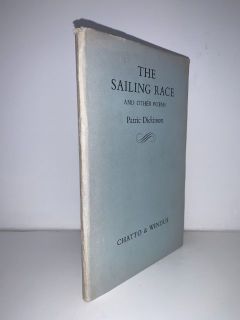 THE
SAILING RACE
AND OTHER POEMS
Patric Dickinson
CHATTO & WINDUS